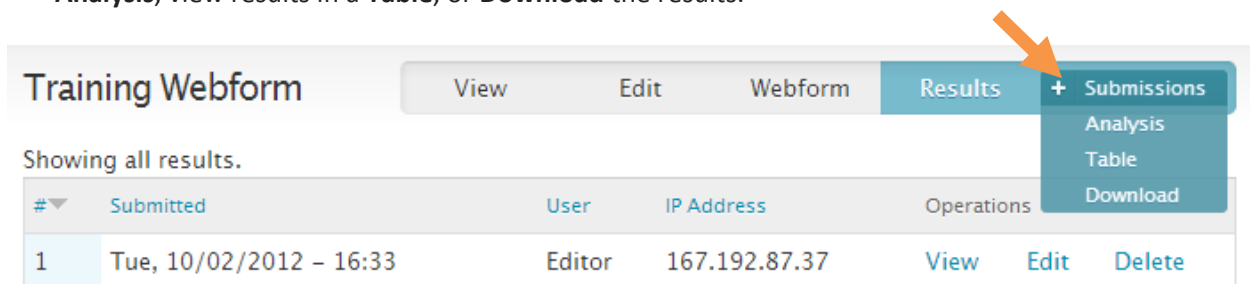 Analysis, view results in a Table, or Download the results.
Training Webform View Edit Webform Results + Submissions
Analysis
Showing all results. Table
# Submitted User IP Address Operations Download
1 Tue, 10/02/2012 – 16:33 Editor 167.192.87.37 View Edit Delete